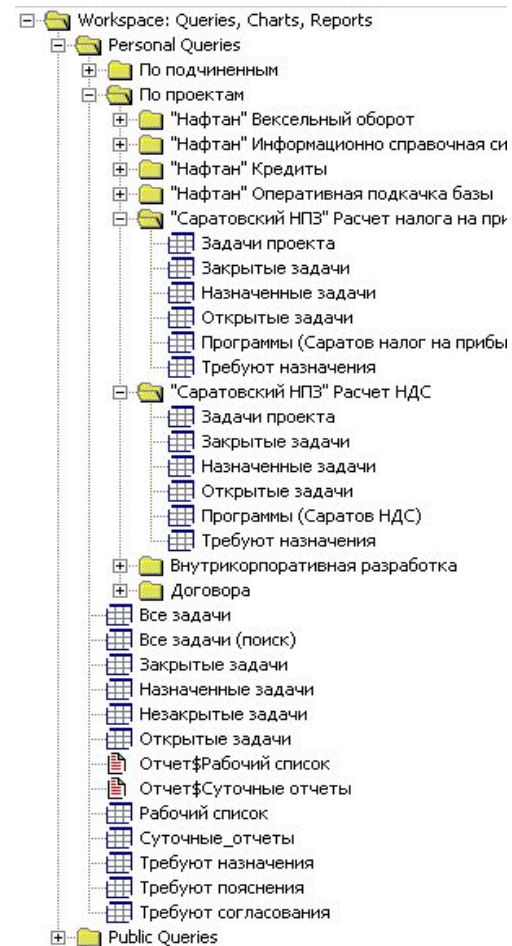 Workspace: Queries, Charts, Reports
Personal Queries
По подчиненным
По проектам
"Нафтан" Вексельный оборот
"Нафтан" Информационно справочная си
"Нафтан" Кредиты
"Нафтан" Оперативная подкачка базы
"Саратовский НПЗ" Расчет налога на при
Задачи проекта
Закрытые задачи
Назначенные задачи
Открытые задачи
Программы (Саратов налог на прибы
Требуют назначения
"Саратовский НПЗ" Расчет НДС
Задачи проекта
Закрытые задачи
Назначенные задачи
Открытые задачи
Программы (Саратов НДС)
Требуют назначения
Внутрикорпоративная разработка
Договора
Все задачи
Все задачи (поиск)
Закрытые задачи
Назначенные задачи
Незакрытые задачи
Открытые задачи
Отчет$Рабочий список
Отчет$Суточные отчеты
Рабочий список
Суточные_отчеты
Требуют назначения
Требуют пояснения
Требуют согласования
Public Queries